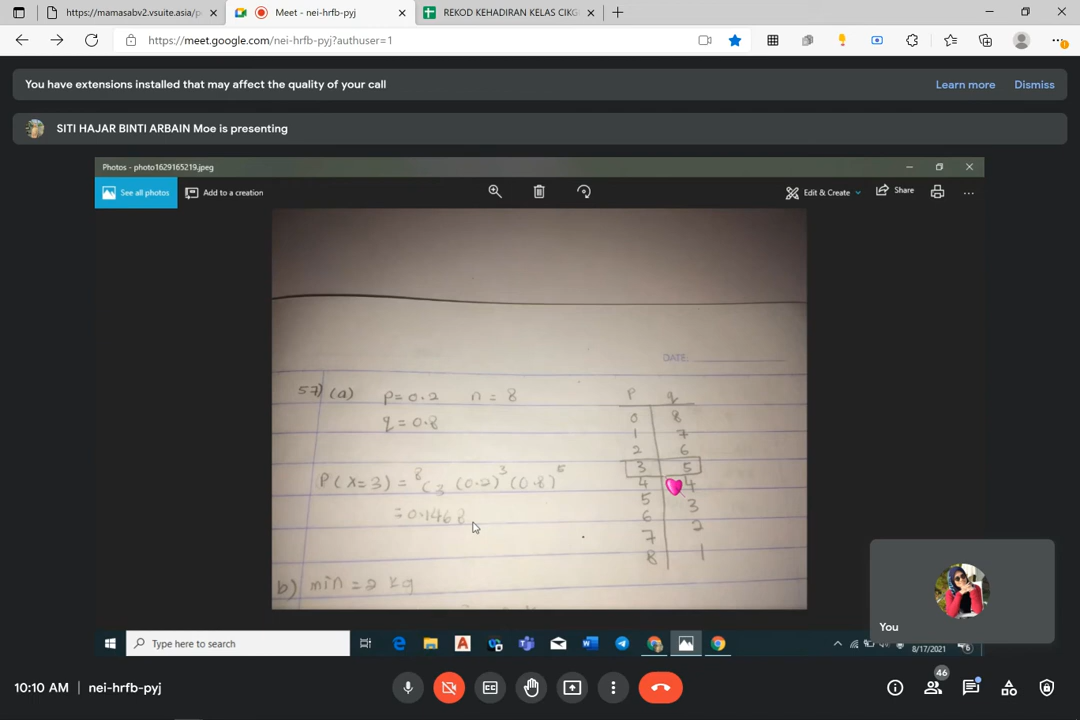 https://mamasabv2.vsuite.asia/p
Meet - nei-hrfb-pyj
REKOD KEHADIRAN KELAS CIKG
https://meet.google.com/nei-hrfb-pyj?authuser=1
You have extensions installed that may affect the quality of your call
Learn more
Dismiss
SITI HAJAR BINTI ARBAIN Moe is presenting
Photos - photo1629165219.jpeg
See all photos
Add to a creation
Edit & Create
Share
DATE:
57) (a) p=0.2 n = 8
q = 0.8
P(X=3) = ⁸C₃ (0.2)³ (0.8)⁵
= 0.1468
b) min = 2 kg
P q
0 8
1 7
2 6
3 5
4 4
5 3
6 2
7
8 1
You
Type here to search
8/17/2021
10:10 AM
nei-hrfb-pyj
46